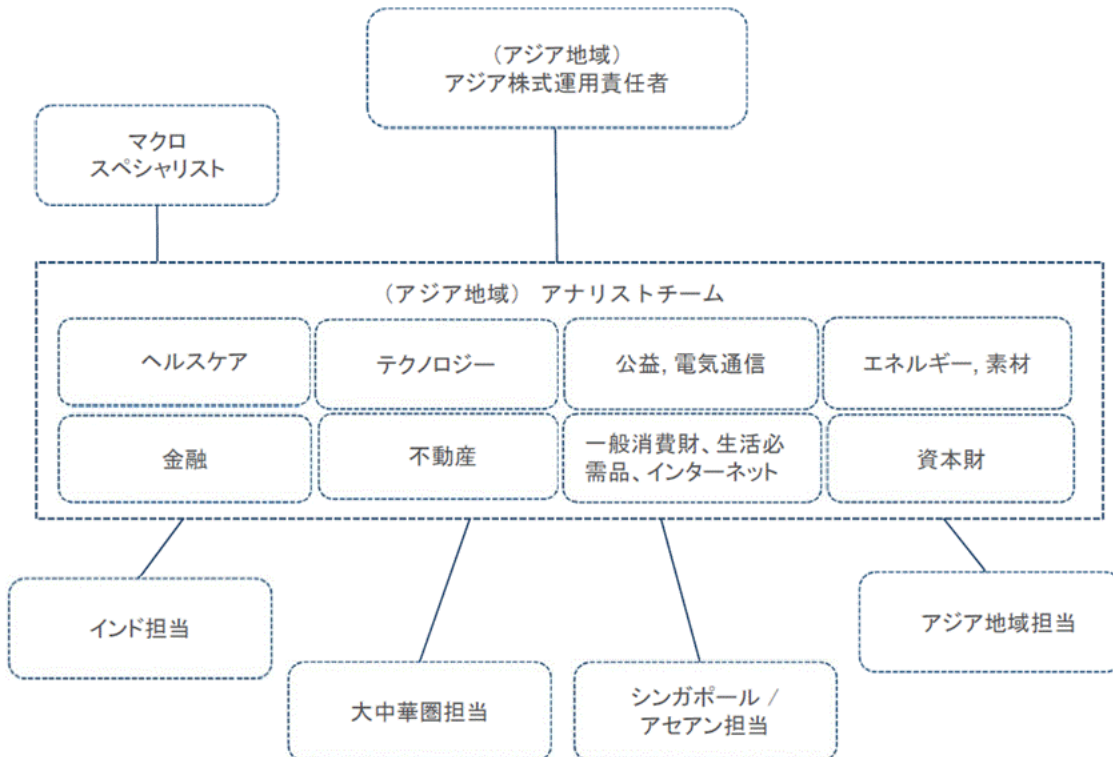 (アジア地域)
アジア株式運用責任者
マクロ
スペシャリスト
(アジア地域) アナリストチーム
ヘルスケア
テクノロジー
公益, 電気通信
エネルギー, 素材
金融
不動産
一般消費財、生活必
需品、インターネット
資本財
インド担当
アジア地域担当
大中華圏担当
シンガポール /
アセアン担当